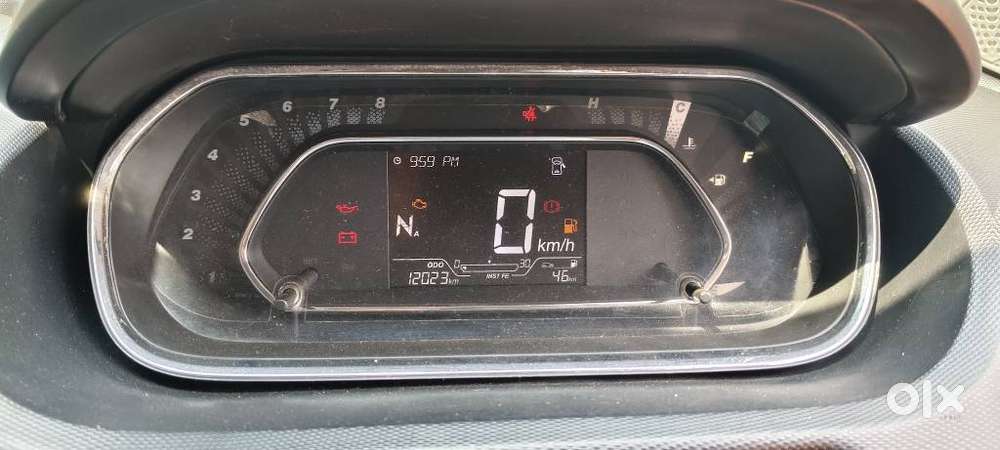 6 7 8 H C
5
4 9:59 PM F
3
2 N A 0 km/h
1
ODO 0 30
12023 km INST FE 46 km
olx